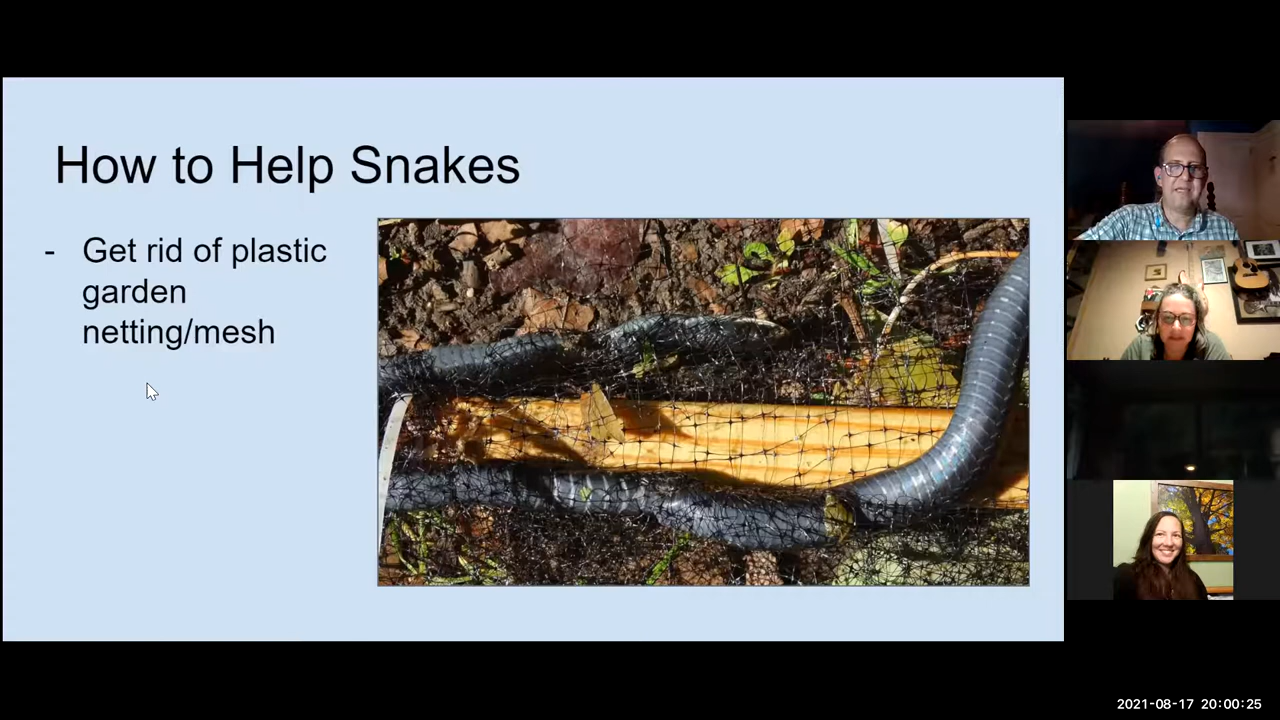 How to Help Snakes
- Get rid of plastic
garden
netting/mesh
2021-08-17 20:00:25